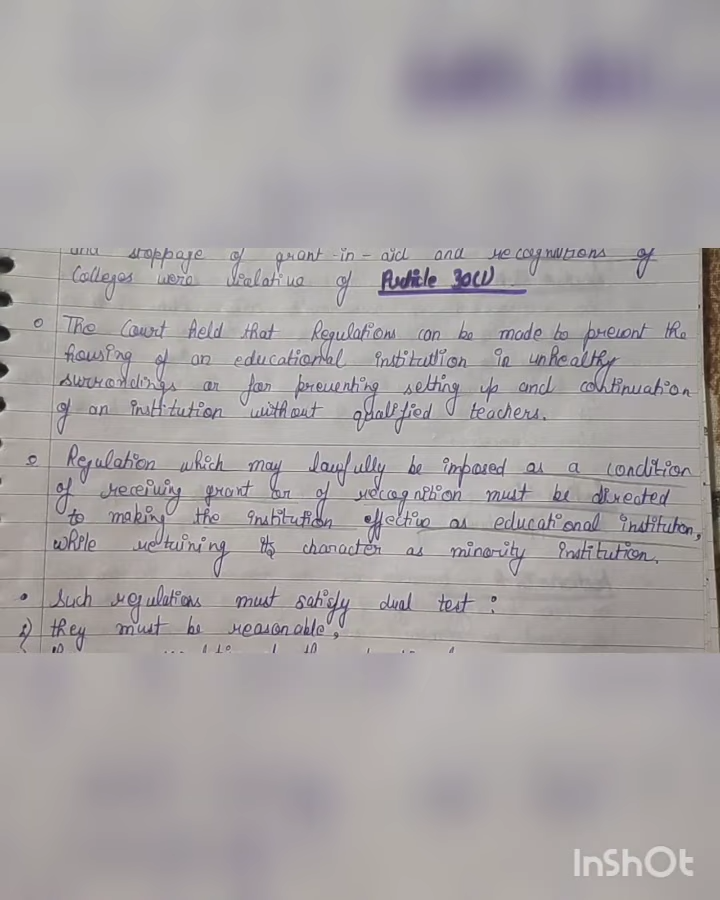 and stoppage of grant-in-aid and recognitions of
Colleges were violative of Article 30(1)
The Court held that Regulations can be made to prevent the
housing of an educational institution in unhealthy
surrondings or for preventing setting up and continuation
of an institution without qualified teachers.
Regulation which may lawfully be imposed as a condition
of receiving grant or of recognition must be directed
to making the institution effective as educational institution,
while retaining its character as minority institution.
Such regulations must satisfy dual test :
i) they must be reasonable,
InShOt